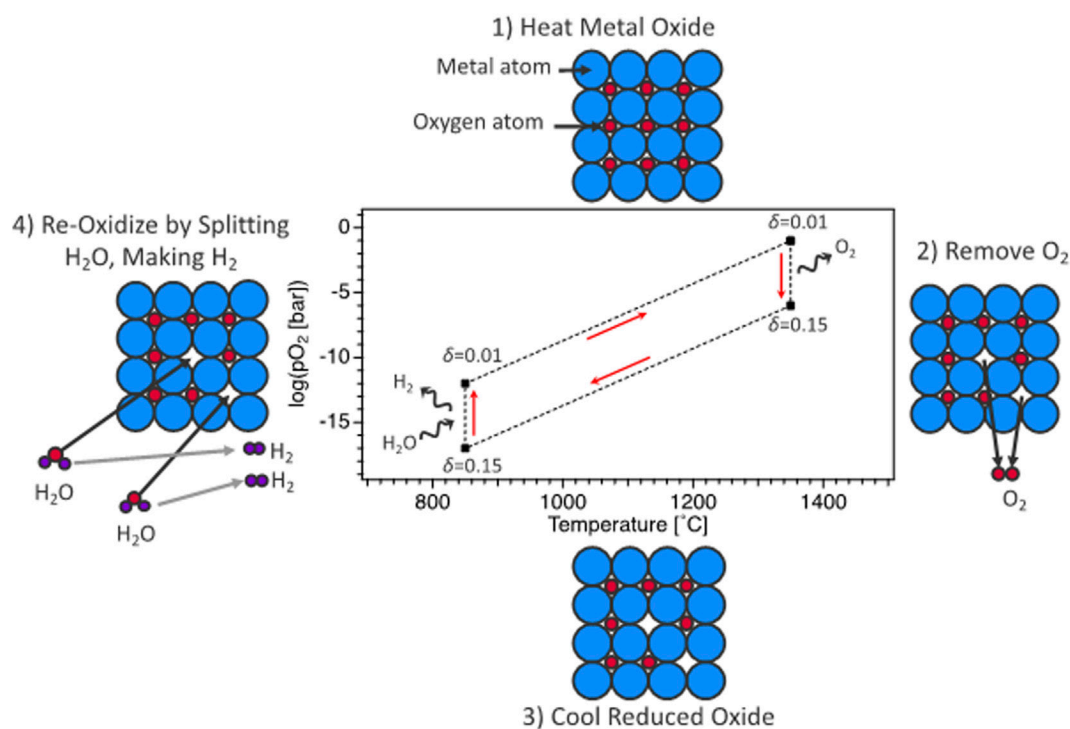 1) Heat Metal Oxide
Metal atom
Oxygen atom
4) Re-Oxidize by Splitting
H₂O, Making H₂
H₂O
H₂O
H₂
H₂
log(pO₂ [bar])
0
-5
-10
-15
δ=0.01
O₂
δ=0.15
δ=0.01
H₂
H₂O
δ=0.15
800
1000
1200
1400
Temperature [°C]
2) Remove O₂
O₂
3) Cool Reduced Oxide